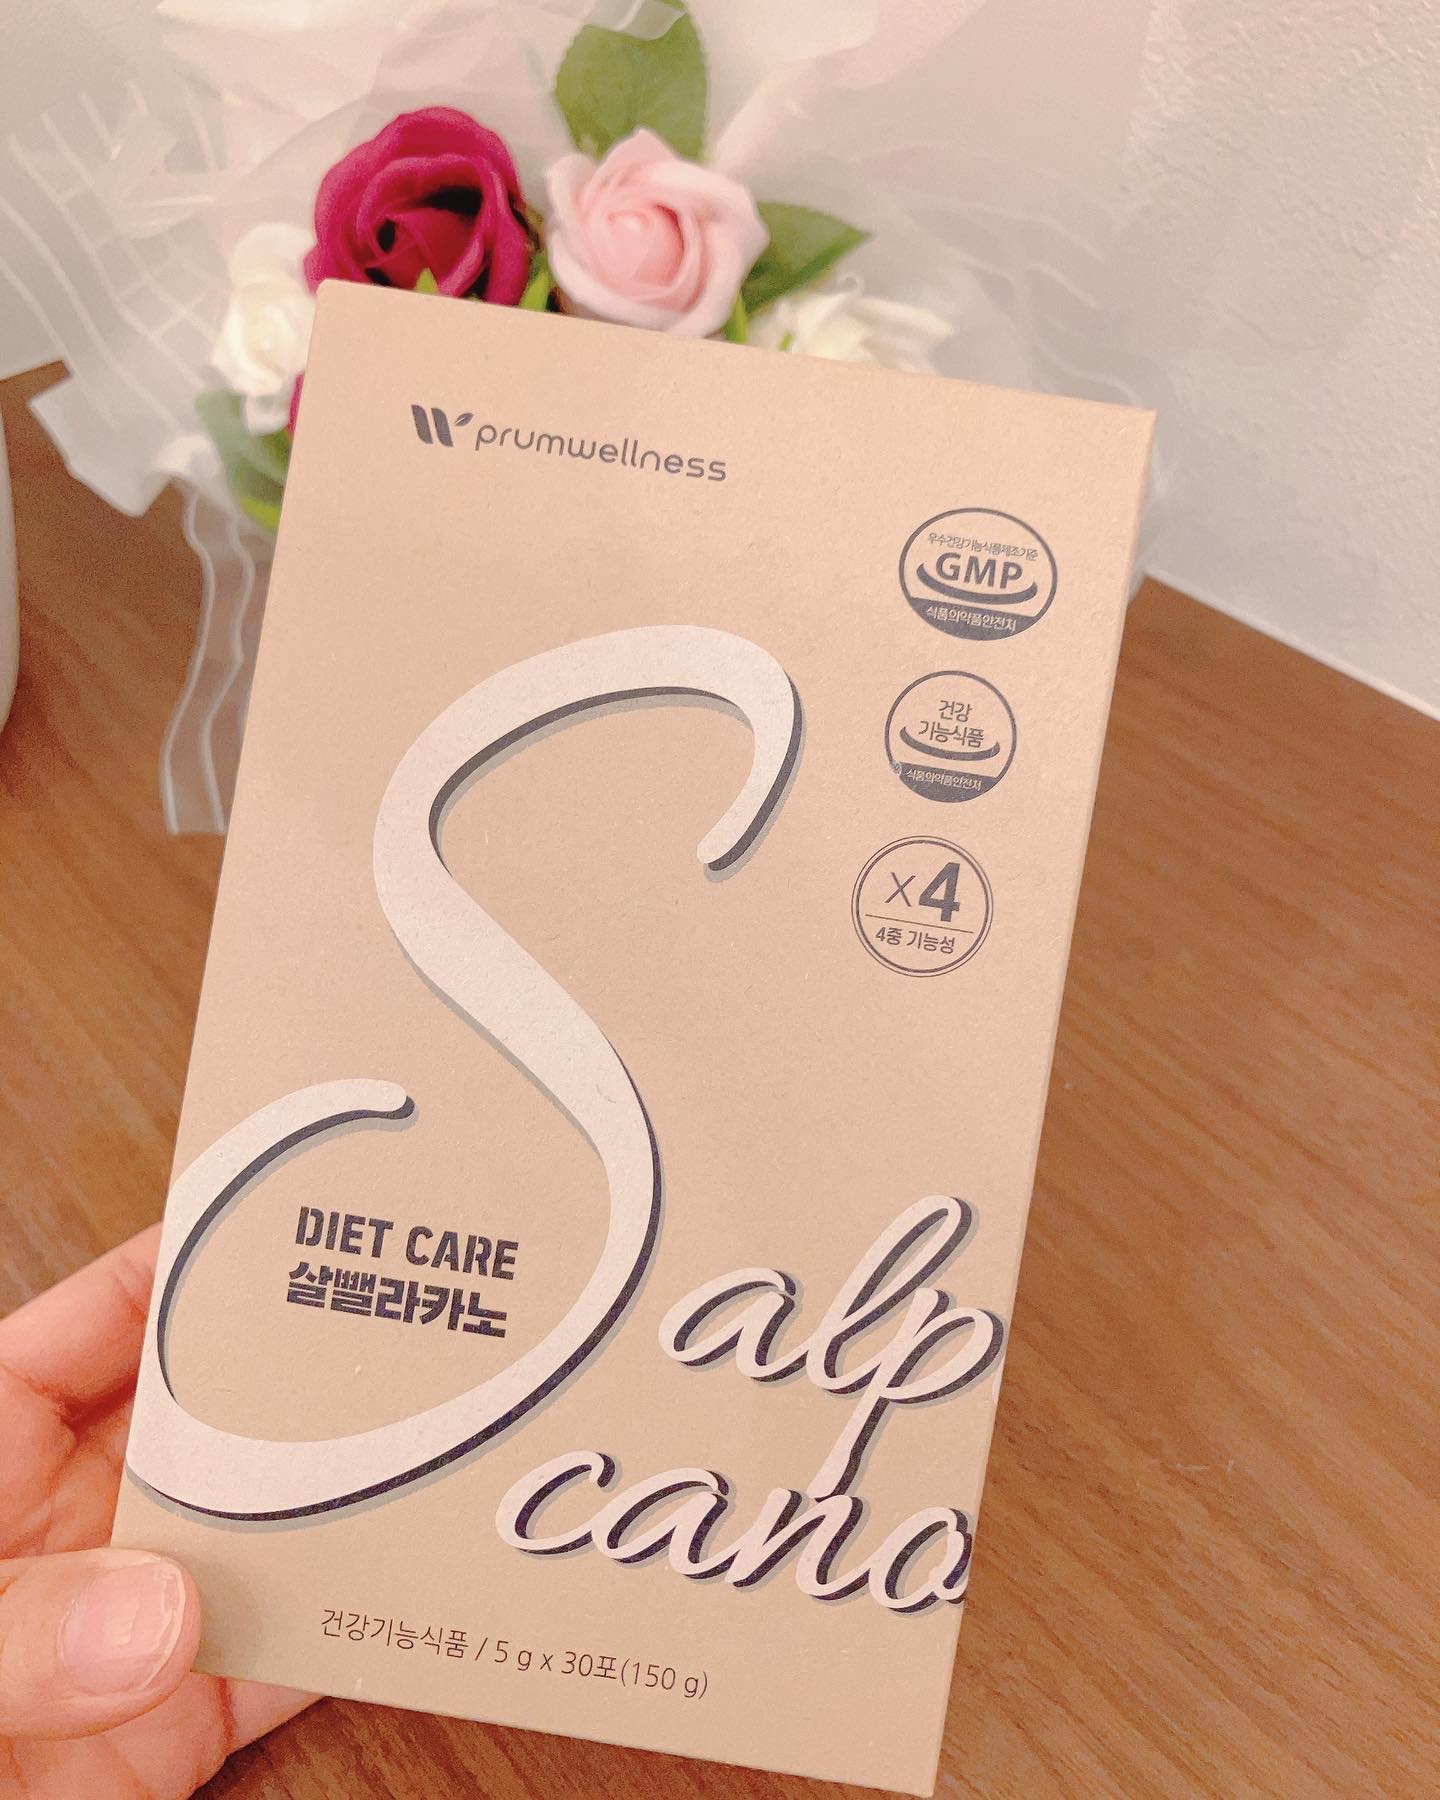 prumwellness
우수건강기능식품제조기준
GMP
식품의약품안전처
건강
기능식품
식품의약품안전처
x4
4중 기능성
DIET CARE
살뺄라카노
Salp
cano
건강기능식품 / 5 g x 30포(150 g)